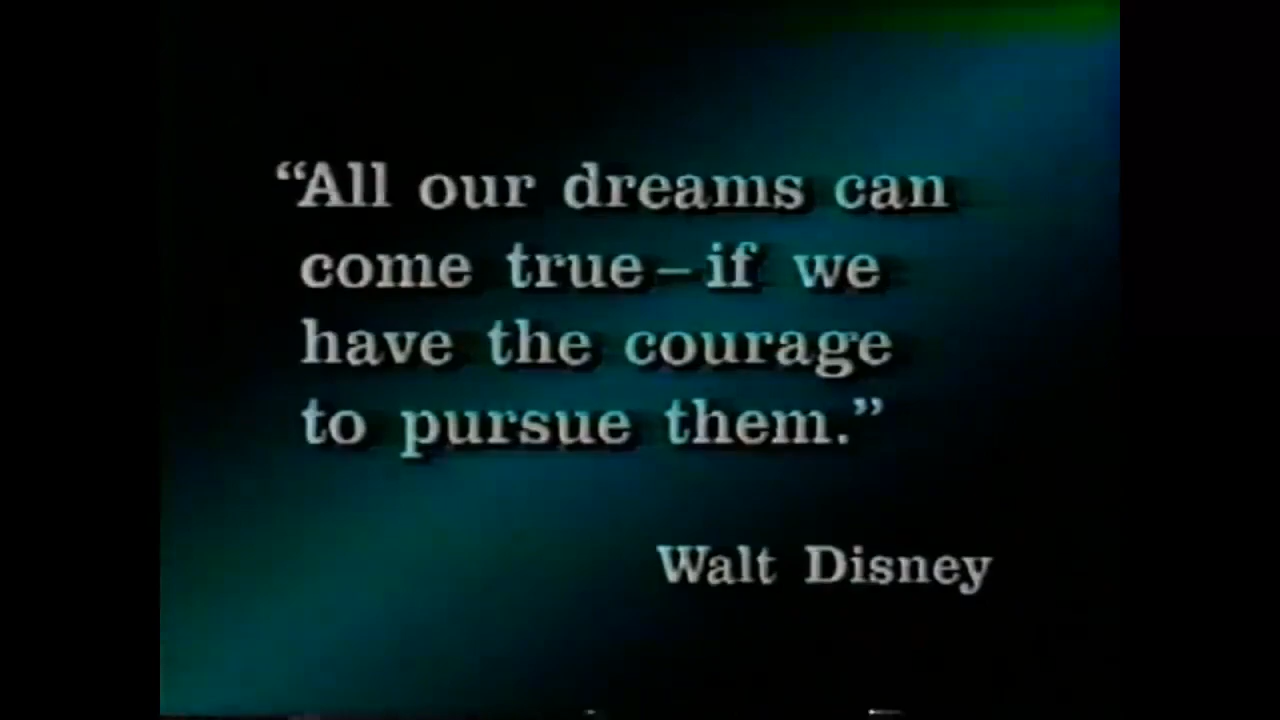 “All our dreams can
come true–if we
have the courage
to pursue them.”
Walt Disney